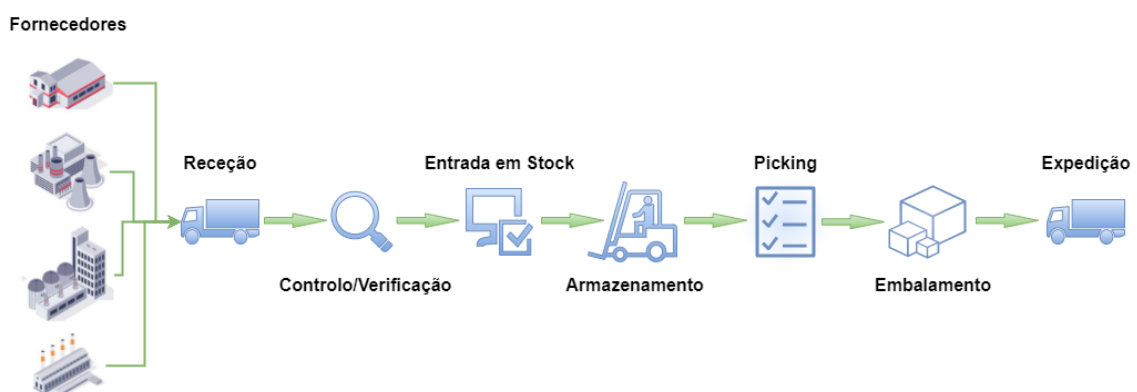 Fornecedores
Receção
Controlo/Verificação
Entrada em Stock
Armazenamento
Picking
Embalamento
Expedição